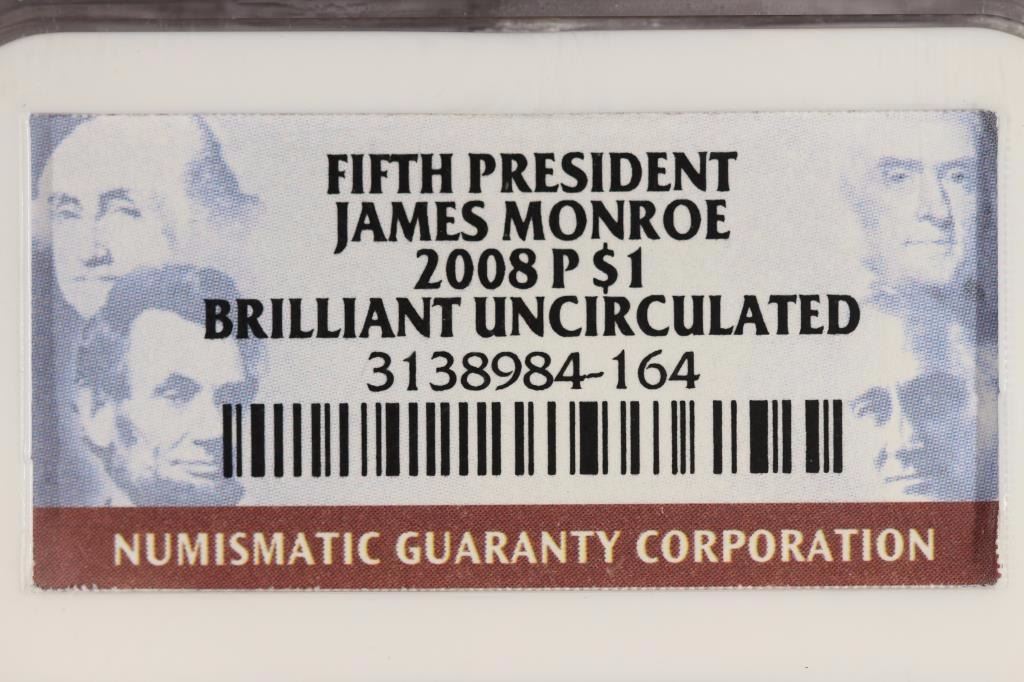 FIFTH PRESIDENT
JAMES MONROE
2008 P $1
BRILLIANT UNCIRCULATED
3138984-164
NUMISMATIC GUARANTY CORPORATION